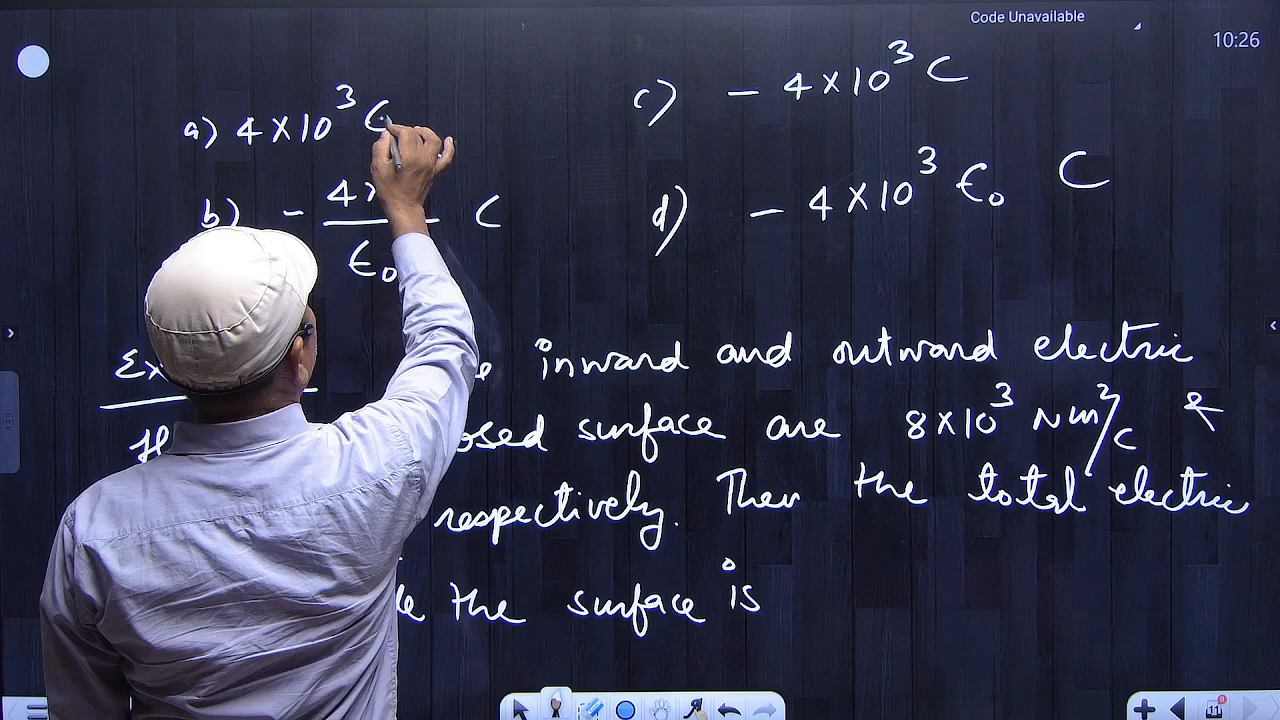 Code Unavailable
10:26
a) 4×10³ C
b) - 4× / ϵ₀ C
c) - 4×10³ C
d) - 4×10³ ϵ₀ C
inward and outward electric
surface are 8×10³ Nm²/C &
respectively. Then the total electric
the surface is